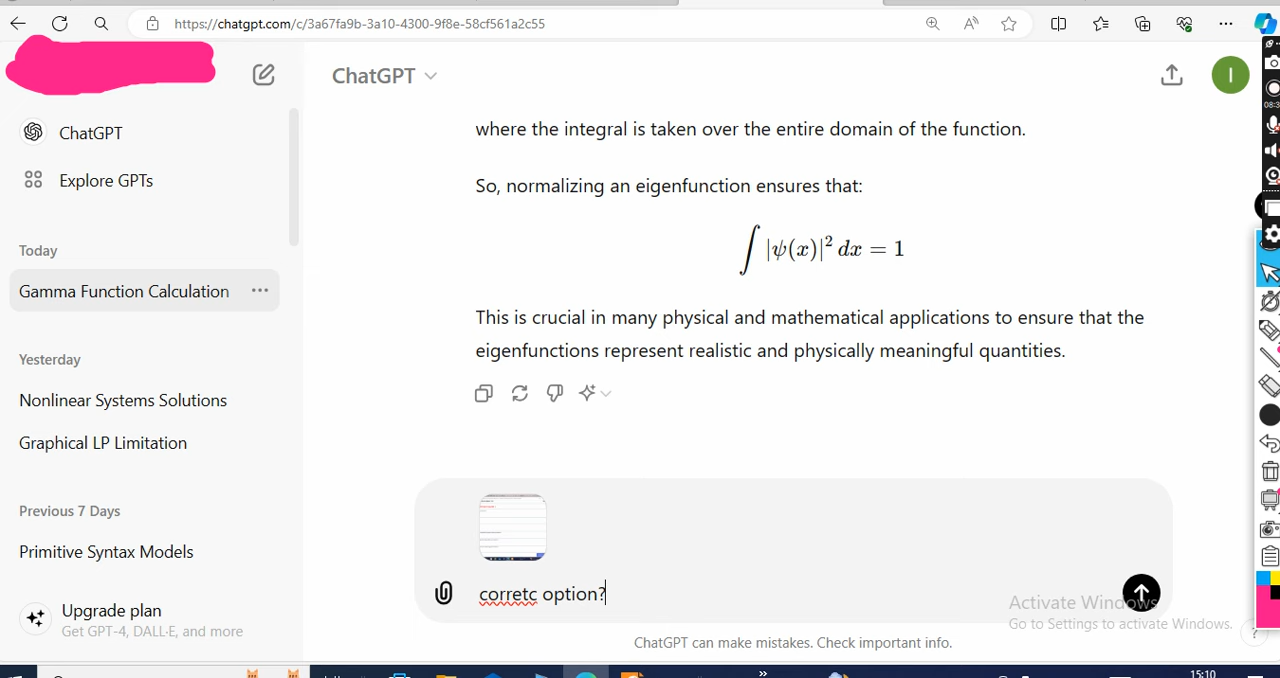 https://chatgpt.com/c/3a67fa9b-3a10-4300-9f8e-58cf561a2c55
ChatGPT
I
ChatGPT
Explore GPTs
Today
Gamma Function Calculation
Yesterday
Nonlinear Systems Solutions
Graphical LP Limitation
Previous 7 Days
Primitive Syntax Models
Upgrade plan
Get GPT-4, DALL·E, and more
where the integral is taken over the entire domain of the function.
So, normalizing an eigenfunction ensures that:
∫ |ψ(x)|² dx = 1
This is crucial in many physical and mathematical applications to ensure that the
eigenfunctions represent realistic and physically meaningful quantities.
corretc option?
Activate Windows
Go to Settings to activate Windows.
ChatGPT can make mistakes. Check important info.
?
15:10